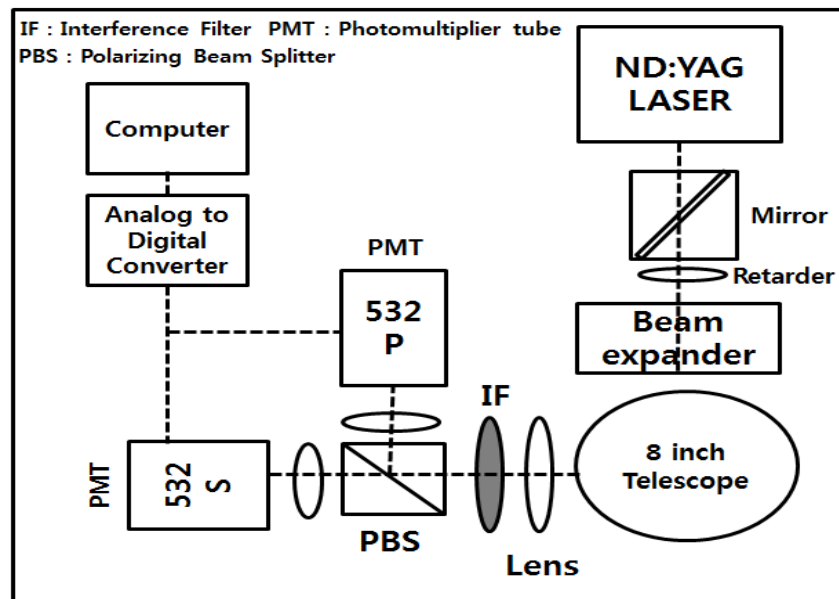 IF : Interference Filter PMT : Photomultiplier tube
PBS : Polarizing Beam Splitter
ND:YAG
LASER
Computer
Mirror
Analog to
Digital
Converter
PMT
Retarder
532
P
Beam
expander
IF
8 inch
Telescope
PMT
532
S
PBS
Lens